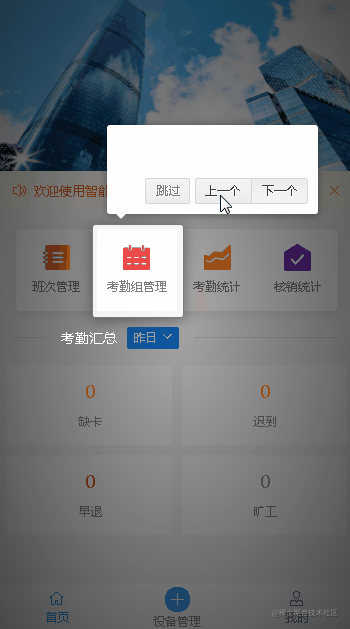 跳过 上一个 下一个
欢迎使用智能
班次管理 考勤组管理 考勤统计 核销统计
考勤汇总 昨日
0 0
缺卡 迟到
0 0
早退 旷工
首页 设备管理 我的
@稀土掘金技术社区